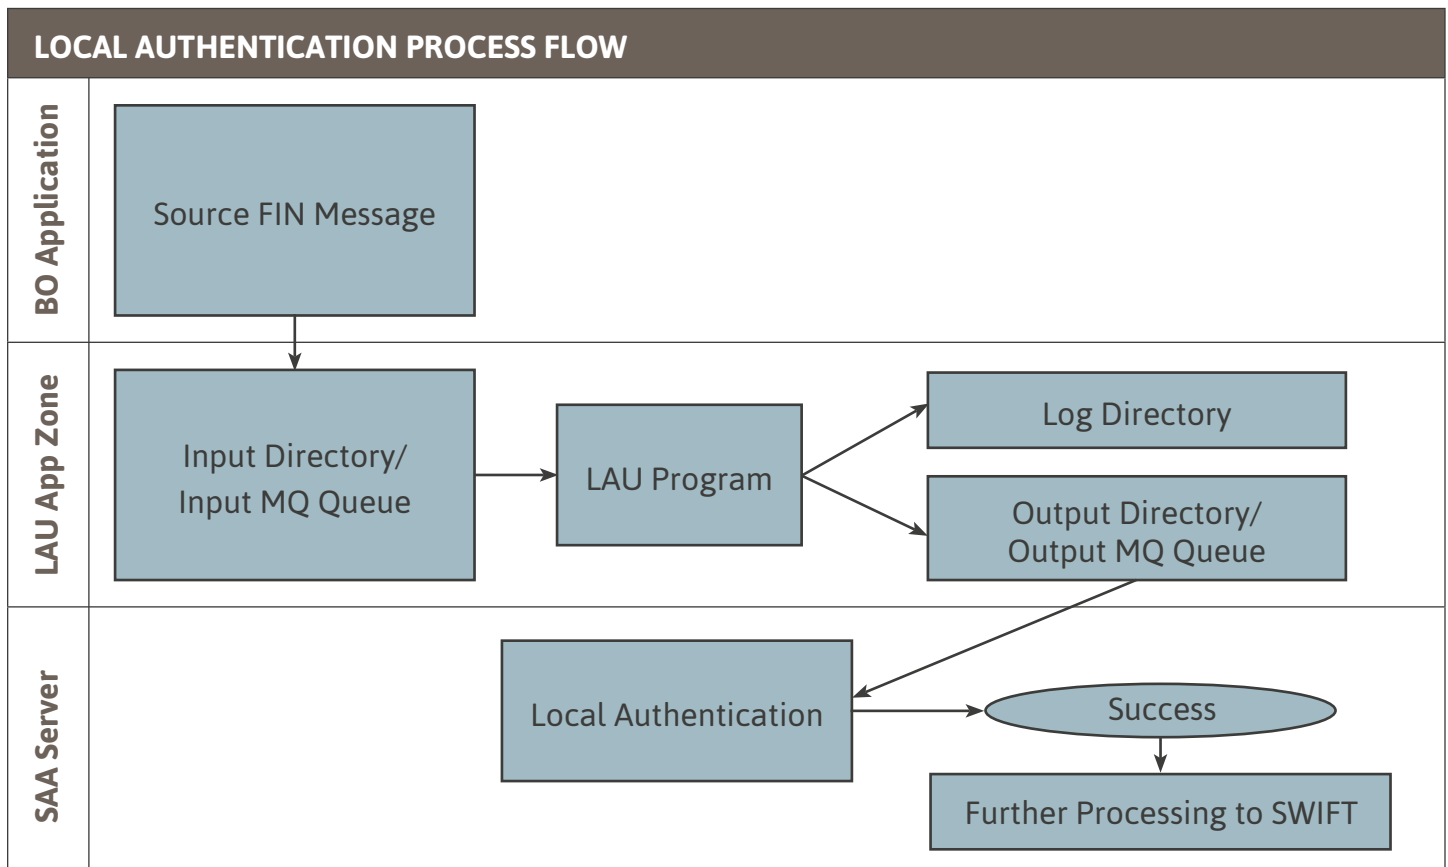 LOCAL AUTHENTICATION PROCESS FLOW
BO Application
Source FIN Message
LAU App Zone
Input Directory/
Input MQ Queue
LAU Program
Log Directory
Output Directory/
Output MQ Queue
SAA Server
Local Authentication
Success
Further Processing to SWIFT